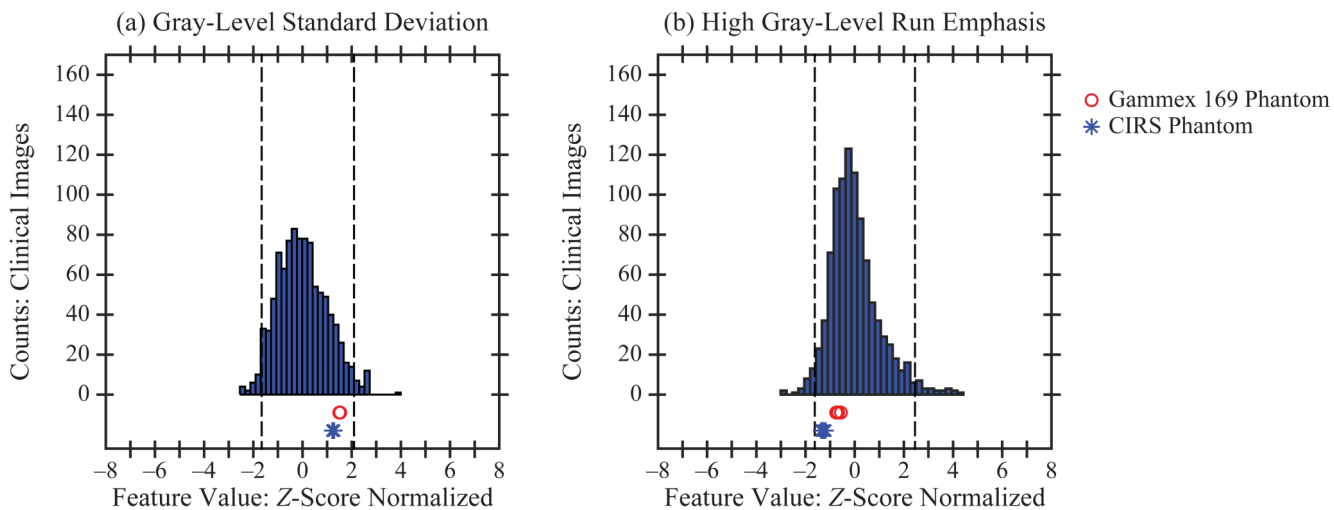 (a) Gray-Level Standard Deviation
160
140
120
100
80
60
40
20
0
Counts: Clinical Images
–8 –6 –4 –2 0 2 4 6 8
Feature Value: Z-Score Normalized
(b) High Gray-Level Run Emphasis
160
140
120
100
80
60
40
20
0
Counts: Clinical Images
–8 –6 –4 –2 0 2 4 6 8
Feature Value: Z-Score Normalized
Gammex 169 Phantom
CIRS Phantom